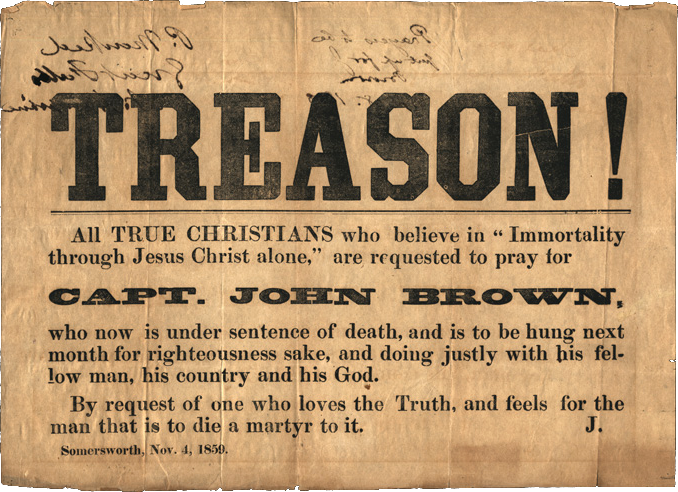 TREASON!
All TRUE CHRISTIANS who believe in “ Immortality
through Jesus Christ alone,” are requested to pray for
CAPT. JOHN BROWN,
who now is under sentence of death, and is to be hung next
month for righteousness sake, and doing justly with his fel-
low man, his country and his God.
By request of one who loves the Truth, and feels for the
man that is to die a martyr to it. J.
Somersworth, Nov. 4, 1859.